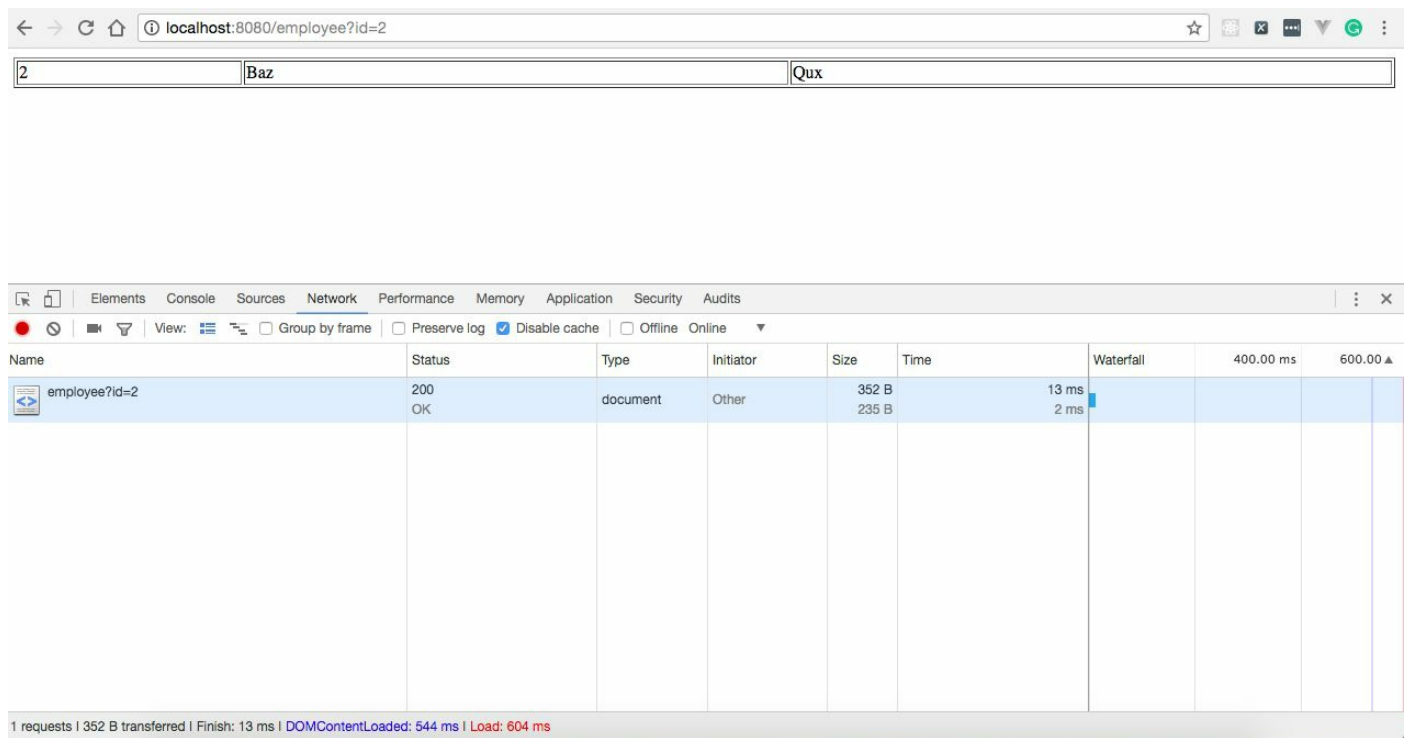 localhost:8080/employee?id=2
2 Baz Qux
Elements Console Sources Network Performance Memory Application Security Audits
View: Group by frame Preserve log Disable cache Offline Online
Name Status Type Initiator Size Time Waterfall 400.00 ms 600.00
employee?id=2 200 document Other 352 B 13 ms
OK 235 B 2 ms
1 requests | 352 B transferred | Finish: 13 ms | DOMContentLoaded: 544 ms | Load: 604 ms